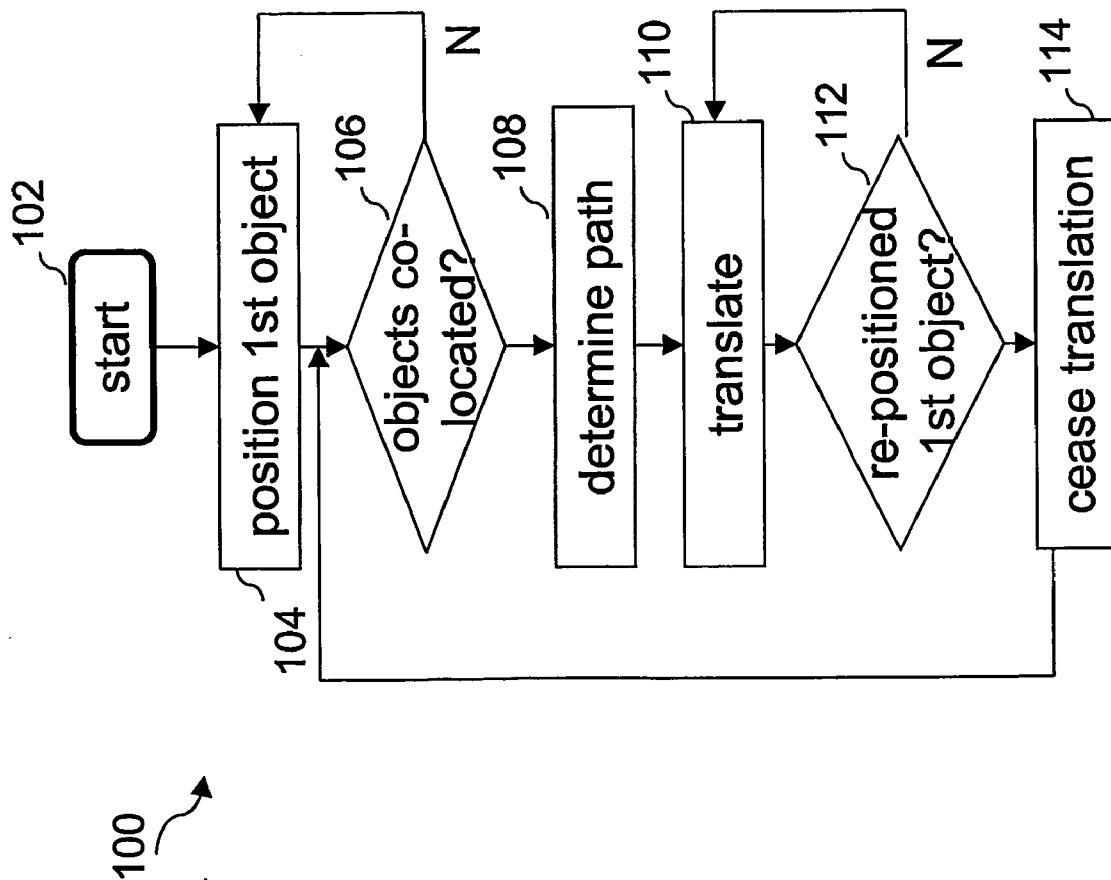 100
102
start
104
position 1st object
106
objects co-
located?
N
108
determine path
110
translate
112
re-positioned
1st object?
N
114
cease translation